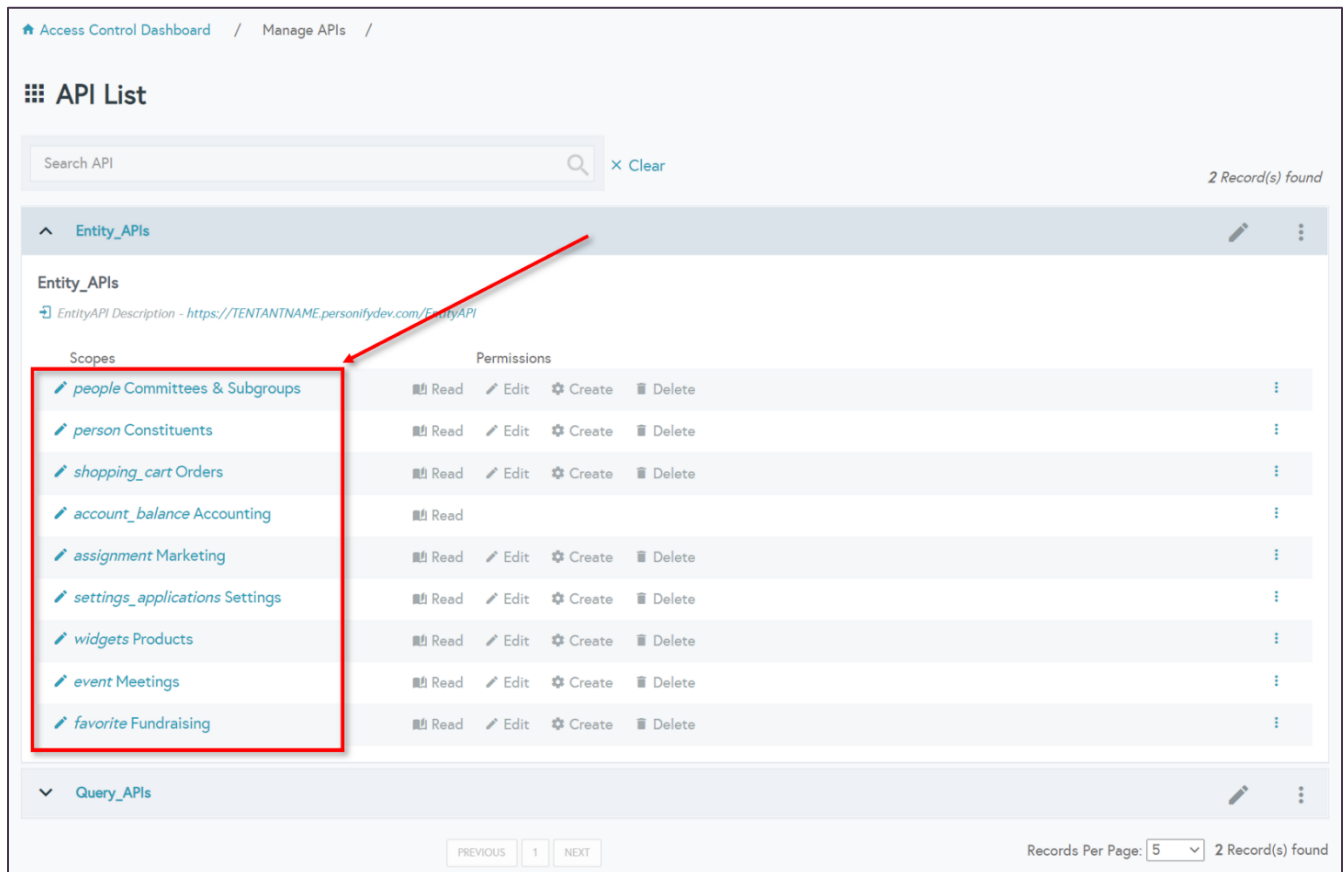 Access Control Dashboard / Manage APIs /
API List
Search API
× Clear
2 Record(s) found
Entity_APIs
Entity_APIs
EntityAPI Description - https://TENTANTNAME.personifydev.com/EntityAPI
Scopes Permissions
people Committees & Subgroups Read Edit Create Delete
person Constituents Read Edit Create Delete
shopping_cart Orders Read Edit Create Delete
account_balance Accounting Read
assignment Marketing Read Edit Create Delete
settings_applications Settings Read Edit Create Delete
widgets Products Read Edit Create Delete
event Meetings Read Edit Create Delete
favorite Fundraising Read Edit Create Delete
Query_APIs
PREVIOUS 1 NEXT Records Per Page: 5 2 Record(s) found